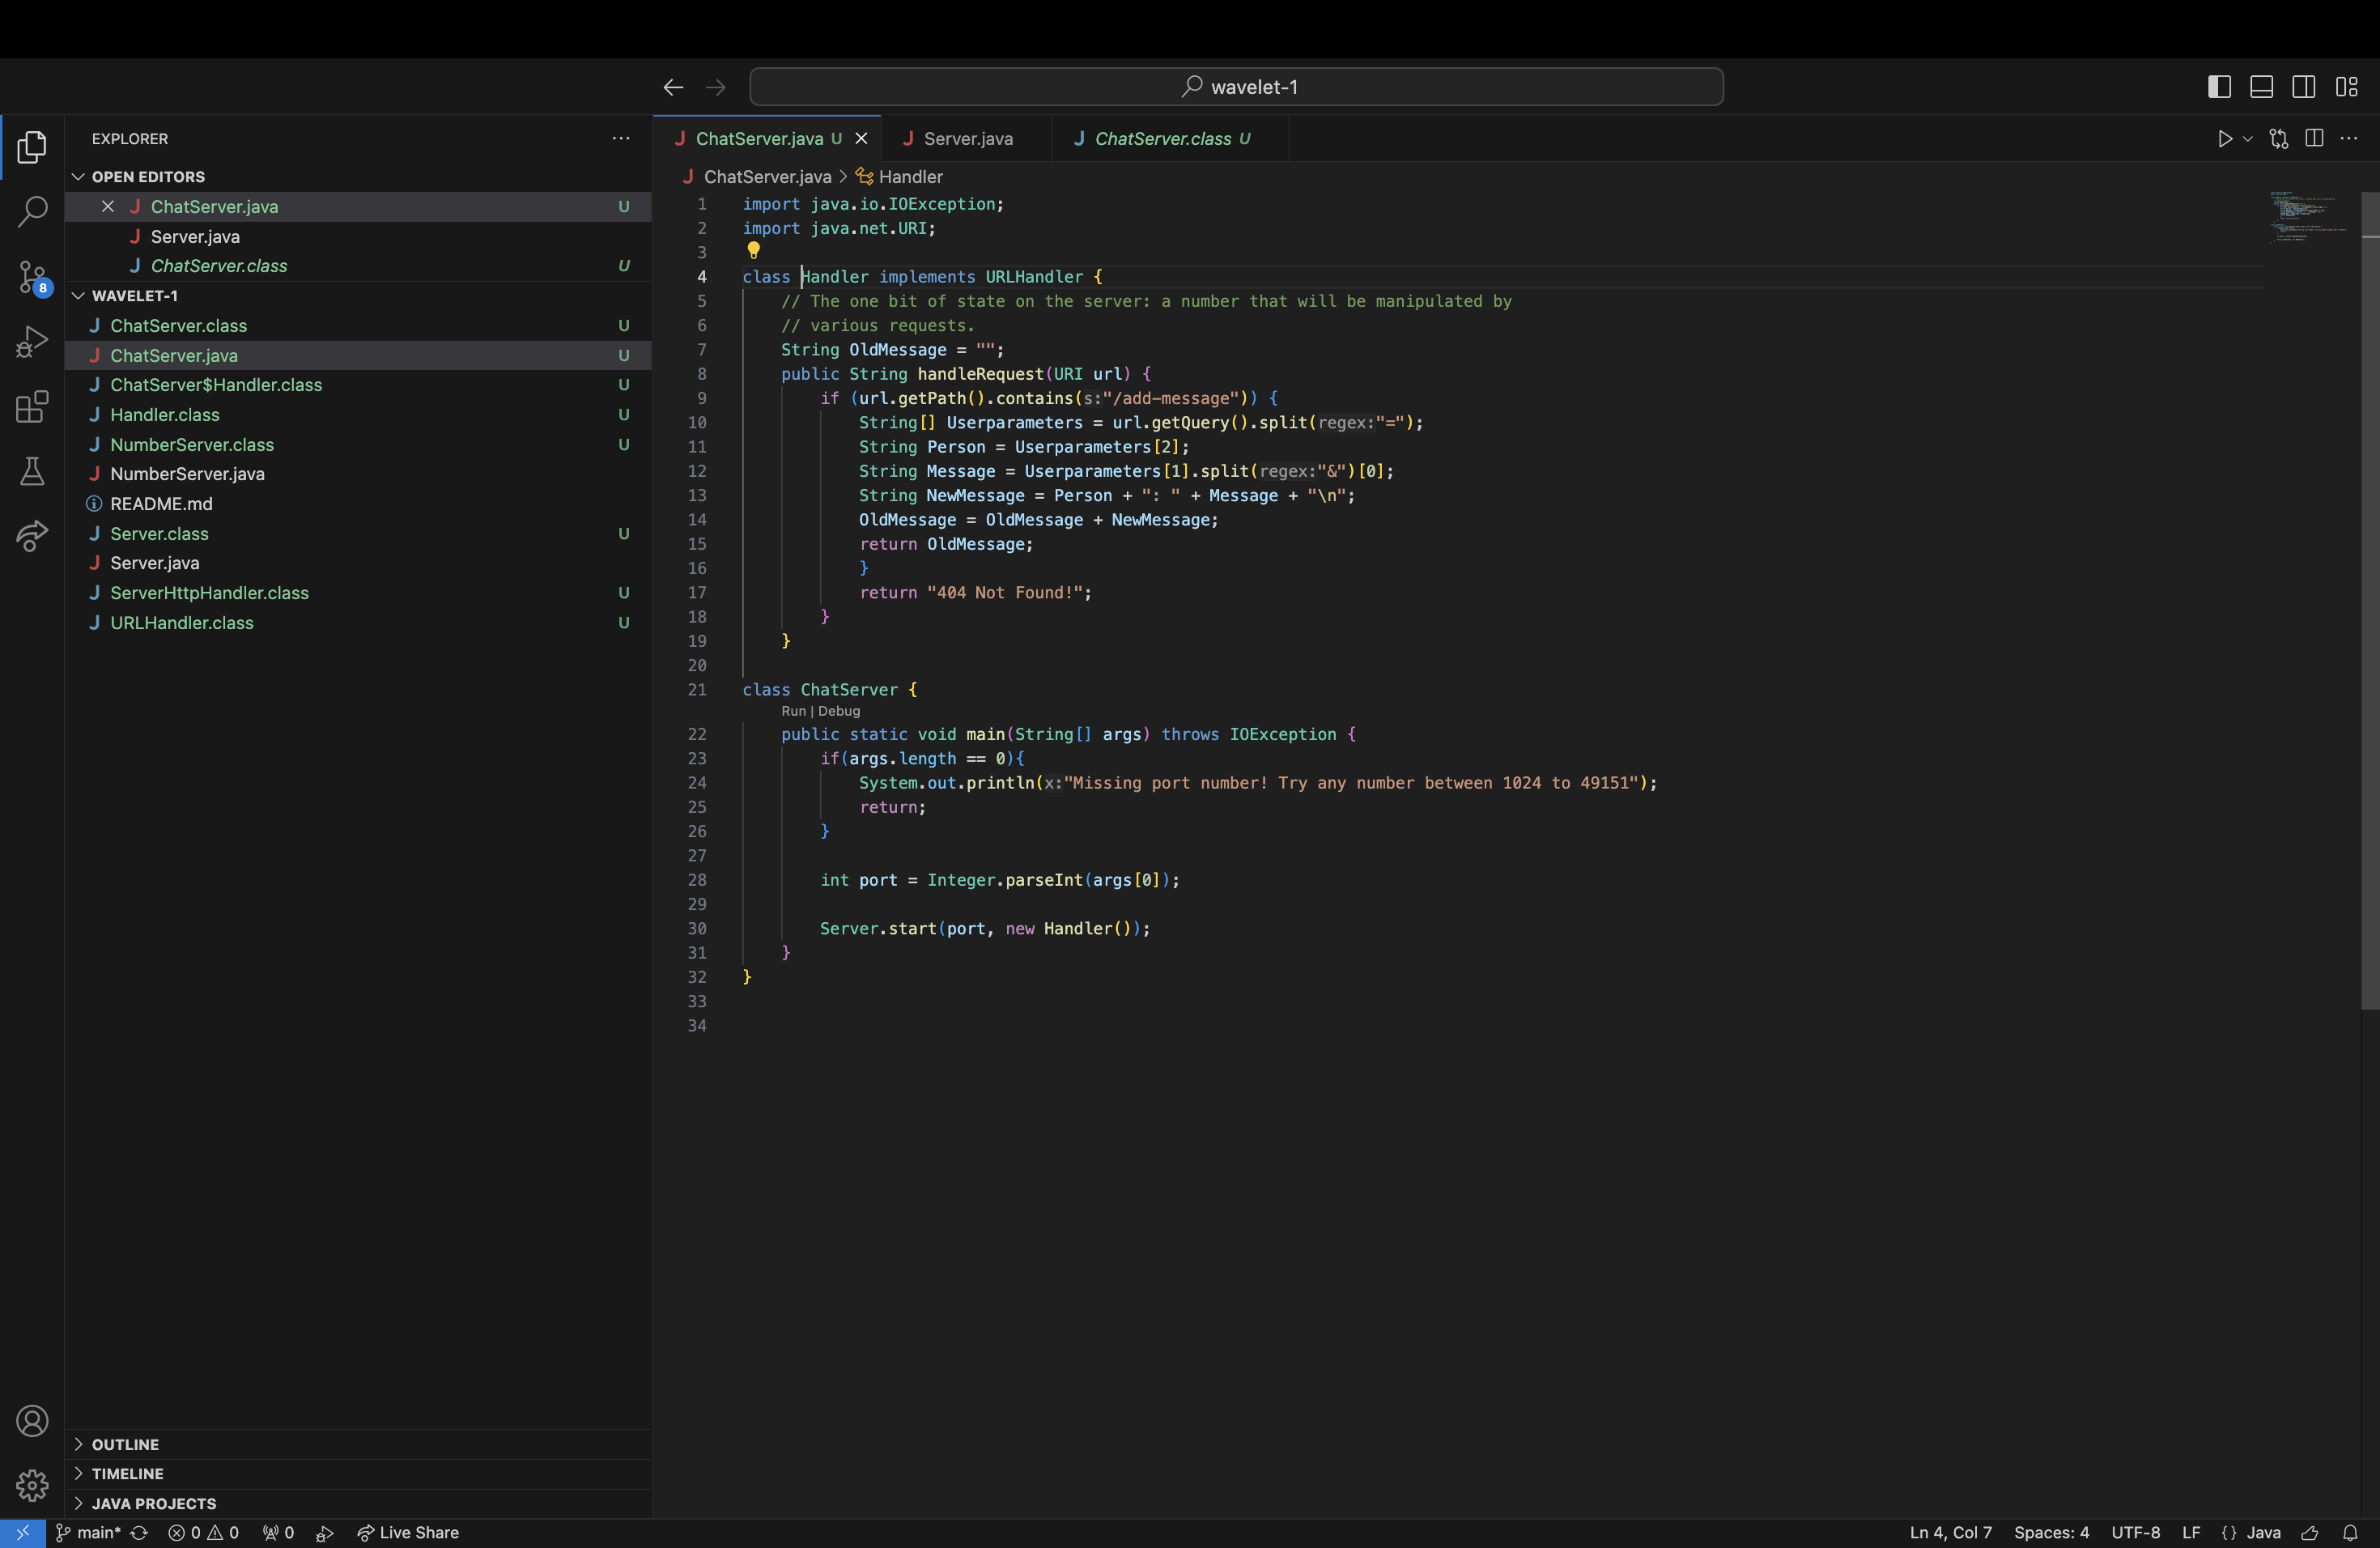 wavelet-1
EXPLORER
OPEN EDITORS
ChatServer.java U
Server.java
ChatServer.class U
WAVELET-1
ChatServer.class U
ChatServer.java U
ChatServer$Handler.class U
Handler.class U
NumberServer.class U
NumberServer.java
README.md
Server.class U
Server.java
ServerHttpHandler.class U
URLHandler.class U
OUTLINE
TIMELINE
JAVA PROJECTS
8
ChatServer.java U
Server.java
ChatServer.class U
ChatServer.java > Handler
1 import java.io.IOException;
2 import java.net.URI;
3
4 class Handler implements URLHandler {
5 // The one bit of state on the server: a number that will be manipulated by
6 // various requests.
7 String OldMessage = "";
8 public String handleRequest(URI url) {
9 if (url.getPath().contains(s:"/add-message")) {
10 String[] Userparameters = url.getQuery().split(regex:"=");
11 String Person = Userparameters[2];
12 String Message = Userparameters[1].split(regex:"&")[0];
13 String NewMessage = Person + ": " + Message + "\n";
14 OldMessage = OldMessage + NewMessage;
15 return OldMessage;
16 }
17 return "404 Not Found!";
18 }
19 }
20
21 class ChatServer {
Run | Debug
22 public static void main(String[] args) throws IOException {
23 if(args.length == 0){
24 System.out.println(x:"Missing port number! Try any number between 1024 to 49151");
25 return;
26 }
27
28 int port = Integer.parseInt(args[0]);
29
30 Server.start(port, new Handler());
31 }
32 }
33
34
main* 0 0 0 Live Share Ln 4, Col 7 Spaces: 4 UTF-8 LF {} Java